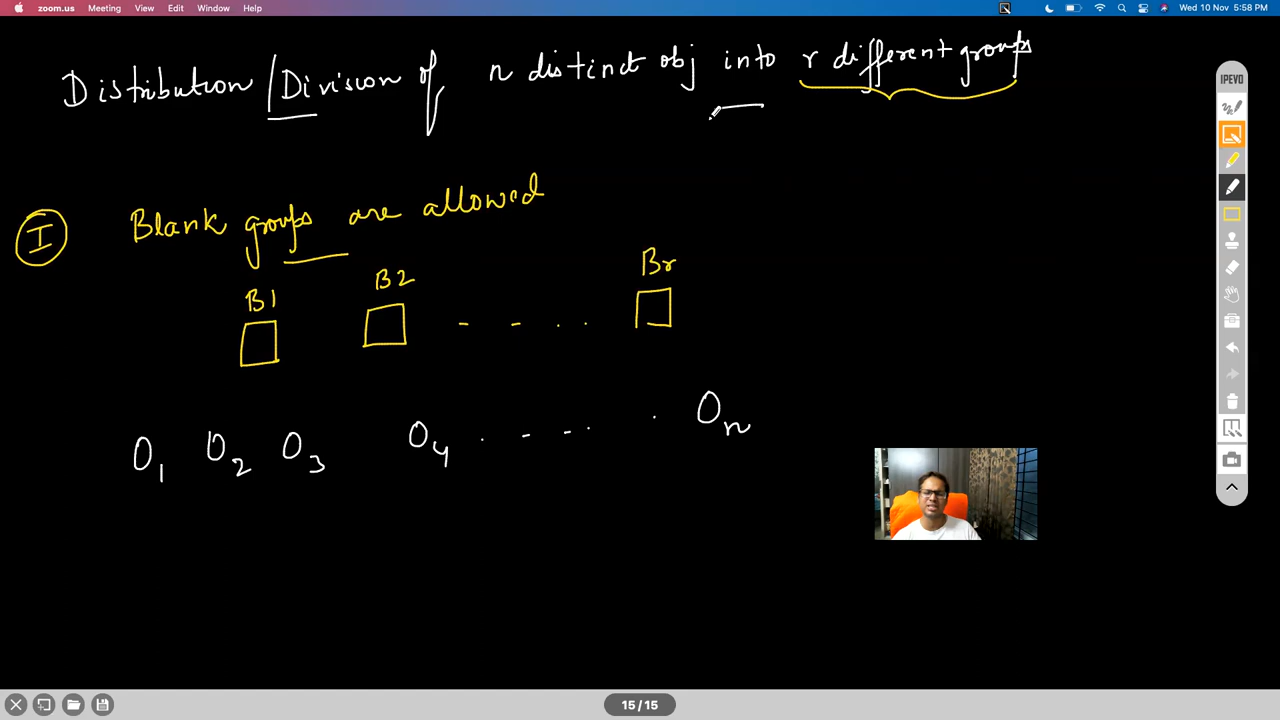 zoom.us Meeting View Edit Window Help Wed 10 Nov 5:58 PM
Distribution / Division of n distinct obj into r different groups
IPEVO
I Blank groups are allowed
B1 B2 Br
O1 O2 O3 O4 On
15/15